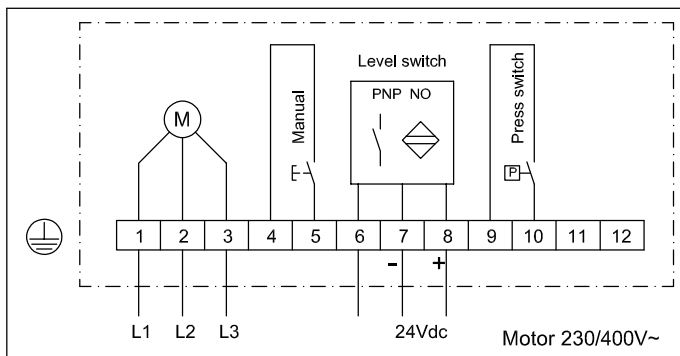 Level switch
PNP NO
M
Manual
Press switch
P
1 2 3 4 5 6 7 8 9 10 11 12
- +
L1 L2 L3 24Vdc
Motor 230/400V~